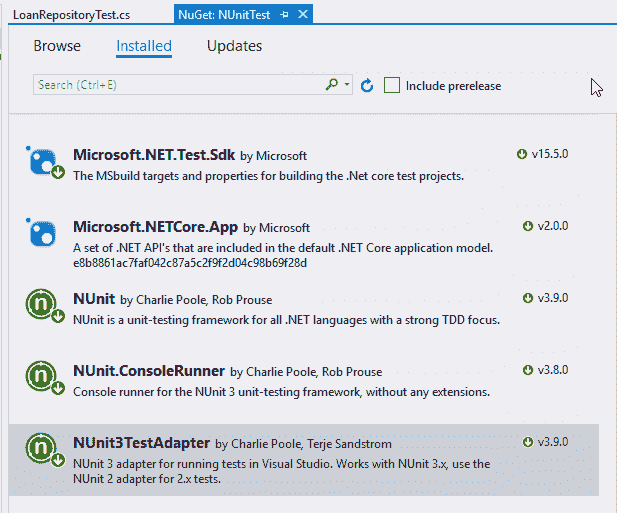 LoanRepositoryTest.cs NuGet: NUnitTest
Browse Installed Updates
Search (Ctrl+E) Include prerelease
Microsoft.NET.Test.Sdk by Microsoft v15.5.0
The MSbuild targets and properties for building the .Net core test projects.
Microsoft.NETCore.App by Microsoft v2.0.0
A set of .NET API's that are included in the default .NET Core application model.
e8b8861ac7faf042c87a5c2f9f2d04c98b69f28d
NUnit by Charlie Poole, Rob Prouse v3.9.0
NUnit is a unit-testing framework for all .NET languages with a strong TDD focus.
NUnit.ConsoleRunner by Charlie Poole, Rob Prouse v3.8.0
Console runner for the NUnit 3 unit-testing framework, without any extensions.
NUnit3TestAdapter by Charlie Poole, Terje Sandstrom v3.9.0
NUnit 3 adapter for running tests in Visual Studio. Works with NUnit 3.x, use the
NUnit 2 adapter for 2.x tests.